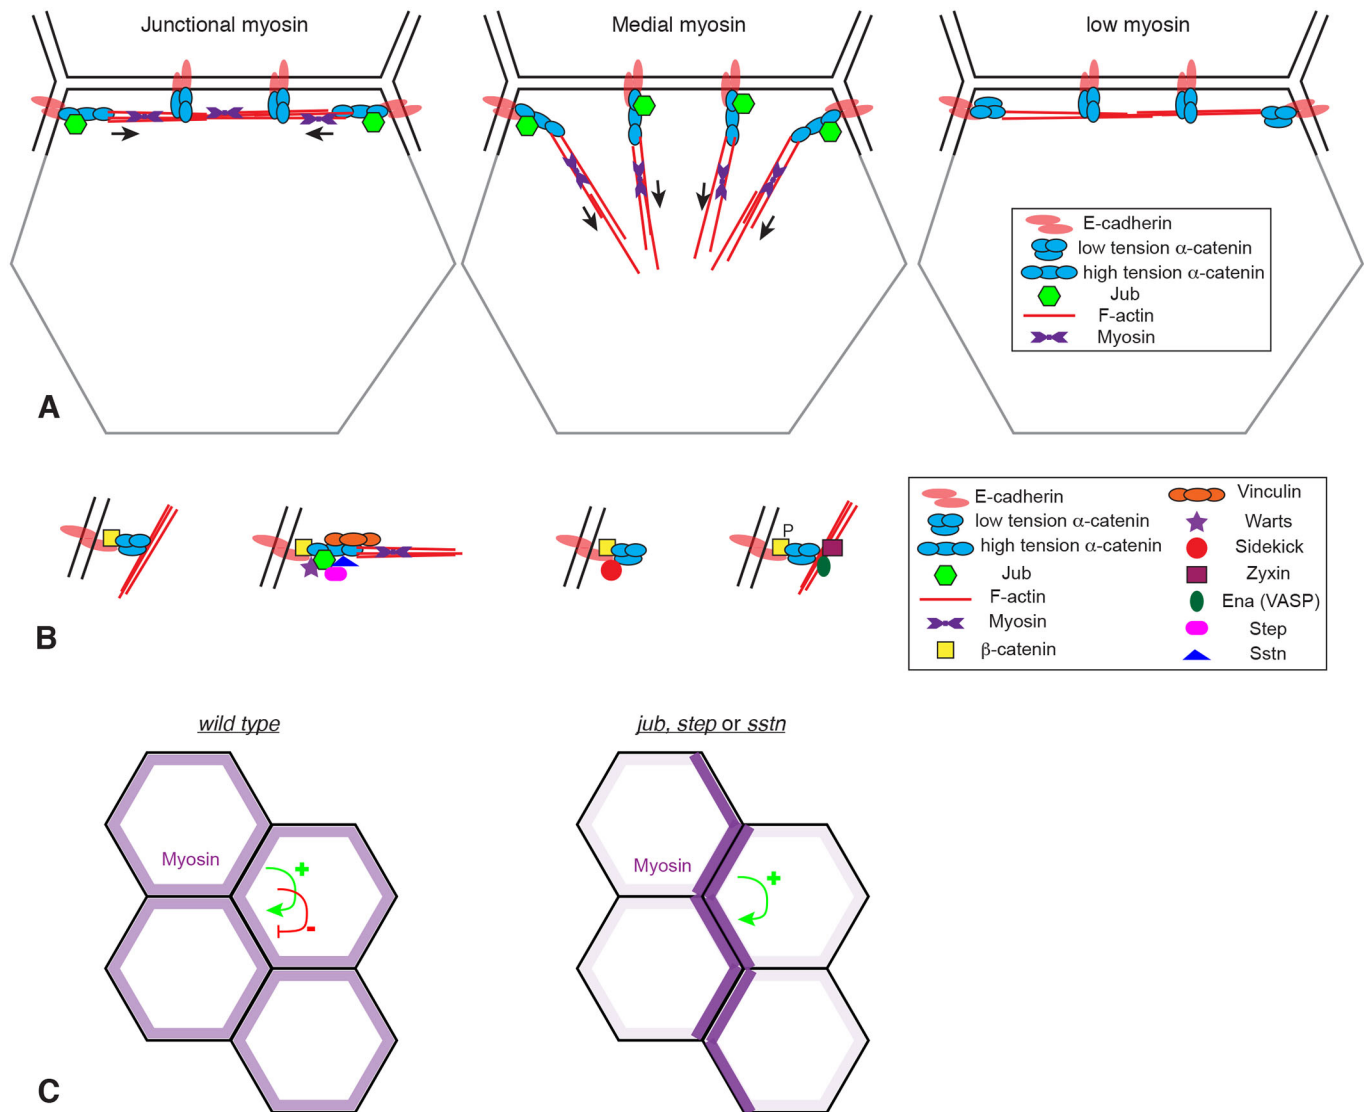 Junctional myosin
Medial myosin
low myosin
E-cadherin
low tension α-catenin
high tension α-catenin
Jub
F-actin
Myosin
A
P
E-cadherin
low tension α-catenin
high tension α-catenin
Jub
F-actin
Myosin
β-catenin
Vinculin
Warts
Sidekick
Zyxin
Ena (VASP)
Step
Sstn
B
wild type
jub, step or sstn
Myosin
+
-
Myosin
+
C